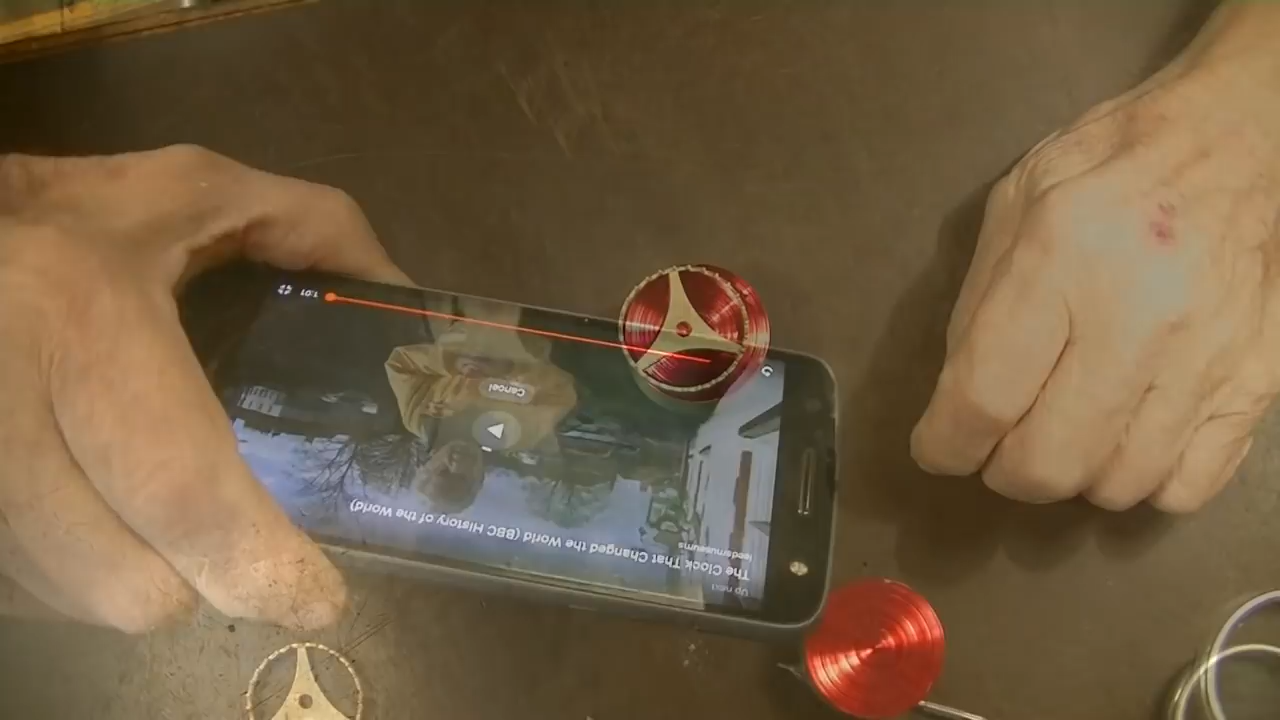 Up next
The Clock That Changed the World (BBC History of the World)
leedsmuseums
Cancel
1:01